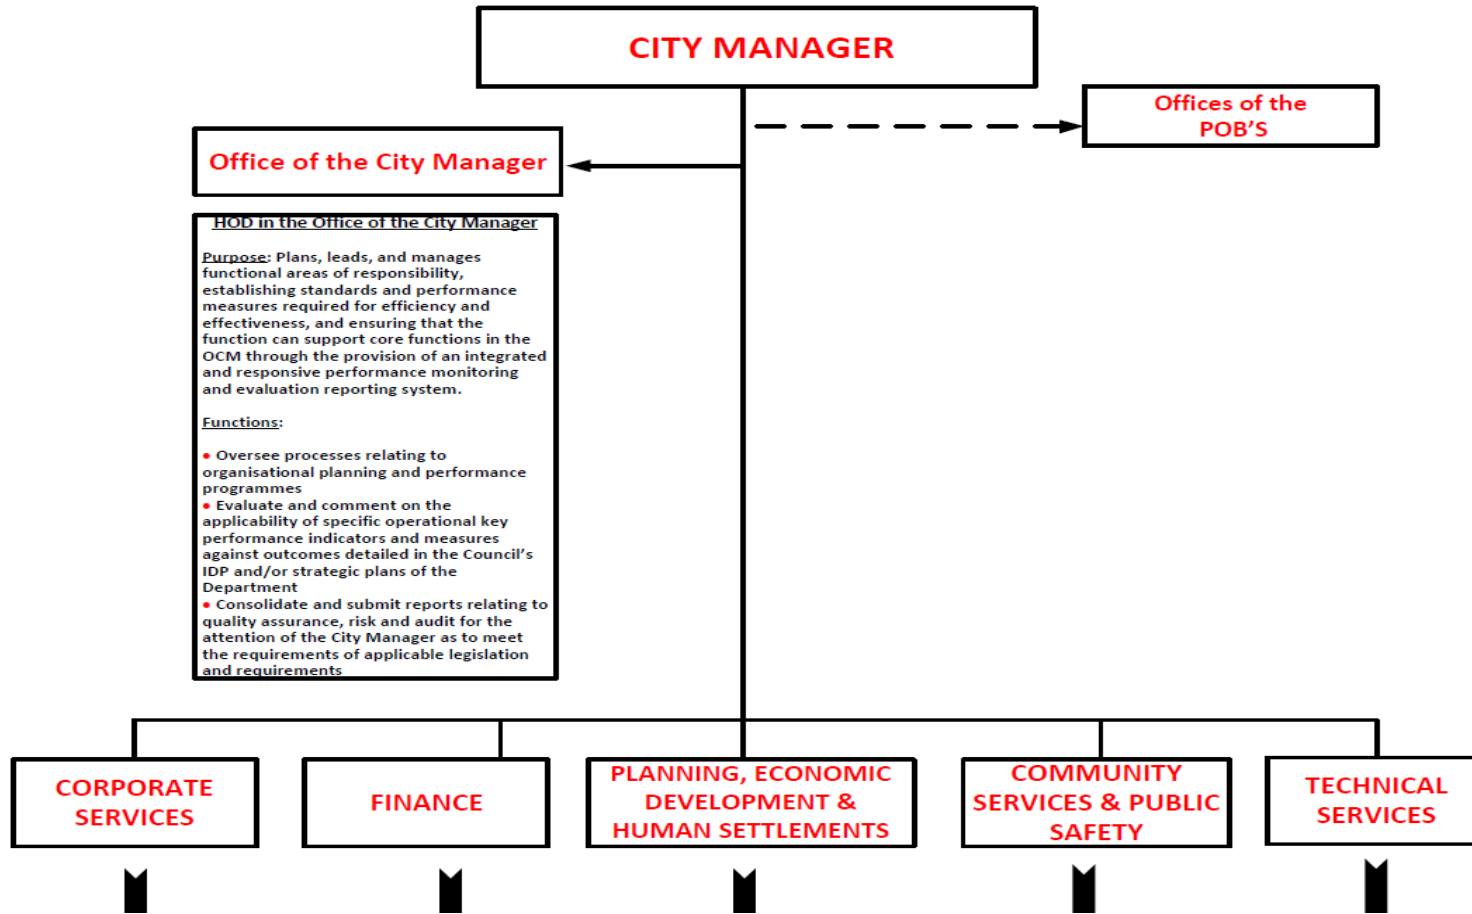 CITY MANAGER
Offices of the
POB'S
Office of the City Manager
HOD in the Office of the City Manager
Purpose: Plans, leads, and manages
functional areas of responsibility,
establishing standards and performance
measures required for efficiency and
effectiveness, and ensuring that the
function can support core functions in the
OCM through the provision of an integrated
and responsive performance monitoring
and evaluation reporting system.
Functions:
• Oversee processes relating to
organisational planning and performance
programmes
• Evaluate and comment on the
applicability of specific operational key
performance indicators and measures
against outcomes detailed in the Council's
IDP and/or strategic plans of the
Department
• Consolidate and submit reports relating to
quality assurance, risk and audit for the
attention of the City Manager as to meet
the requirements of applicable legislation
and requirements
CORPORATE
SERVICES
FINANCE
PLANNING, ECONOMIC
DEVELOPMENT &
HUMAN SETTLEMENTS
COMMUNITY
SERVICES & PUBLIC
SAFETY
TECHNICAL
SERVICES